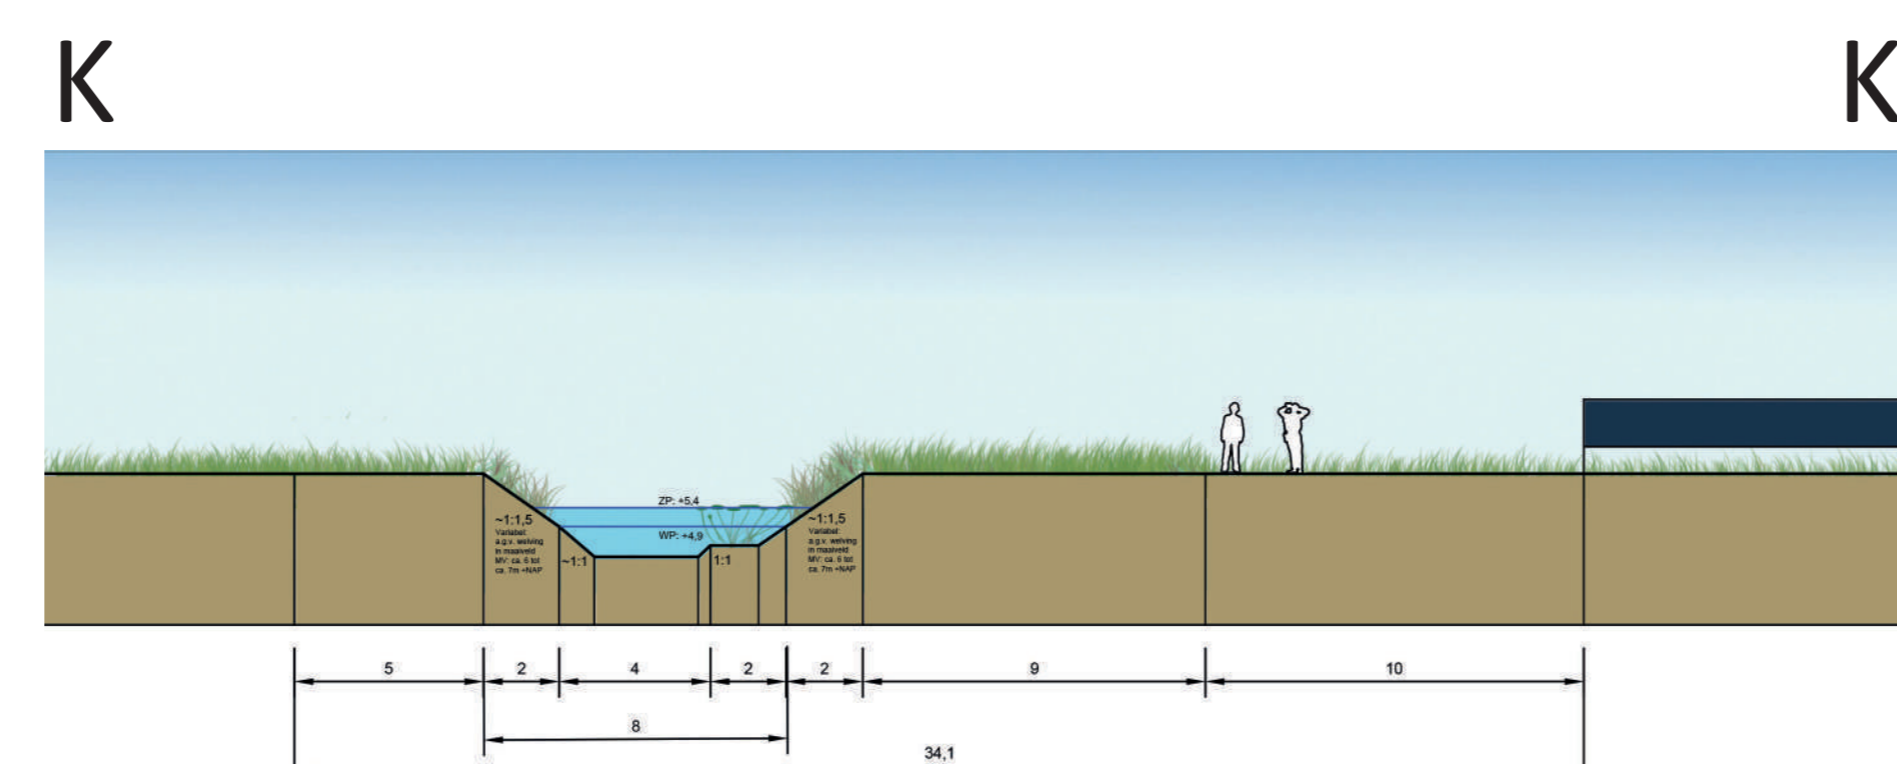 K
K
ZP: +5,4
WP: +4,9
~1:1,5
Variabel:
a.g.v. welving
in maaiveld
MV: ca. 6 tot
ca. 7m +NAP
~1:1
1:1
~1:1,5
Variabel:
a.g.v. welving
in maaiveld
MV: ca. 6 tot
ca. 7m +NAP
5
2
4
2
2
9
10
8
34,1